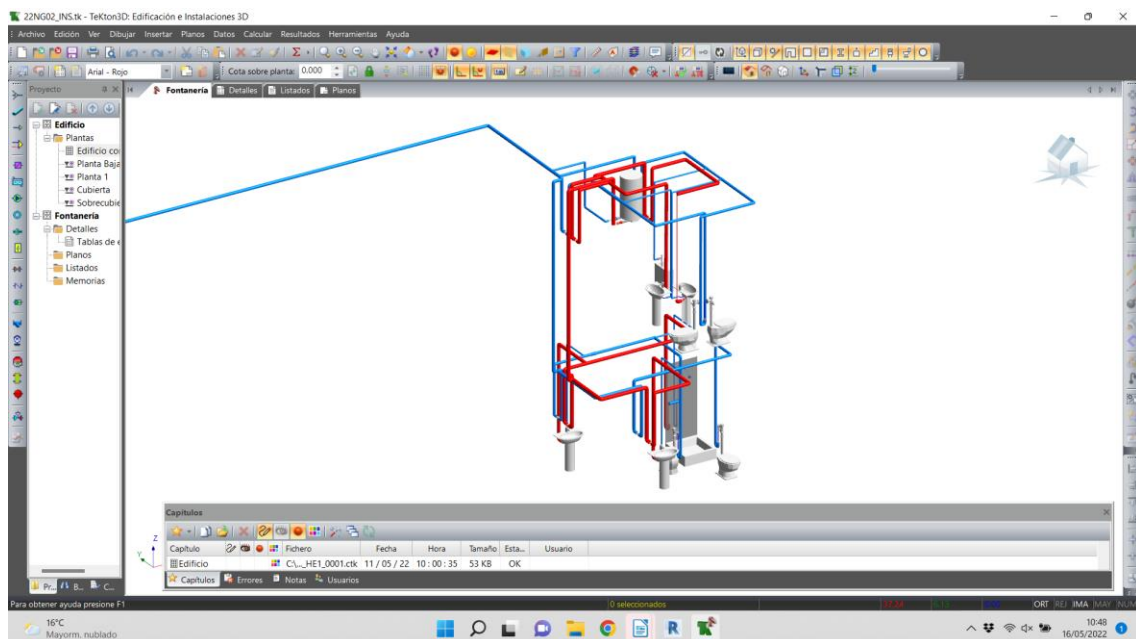 22NG02_INS.tk - TeKton3D: Edificación e Instalaciones 3D
Archivo Edición Ver Dibujar Insertar Planos Datos Calcular Resultados Herramientas Ayuda
Arial - Rojo Cota sobre planta: 0.000
Proyecto
Fontanería Detalles Listados Planos
Edificio
Plantas
Edificio co
Planta Baja
Planta 1
Cubierta
Sobrecubie
Fontanería
Detalles
Tablas de e
Planos
Listados
Memorias
Z
Y
Capítulos
Capítulo Fichero Fecha Hora Tamaño Esta... Usuario
Edificio C:\..._HE1_0001.ctk 11 / 05 / 22 10 : 00 : 35 53 KB OK
Capítulos Errores Notas Usuarios
Pr... B... C...
Para obtener ayuda presione F1 0 seleccionados ORT REJ IMA MAY NUM
16°C
Mayorm. nublado
10:48
16/05/2022